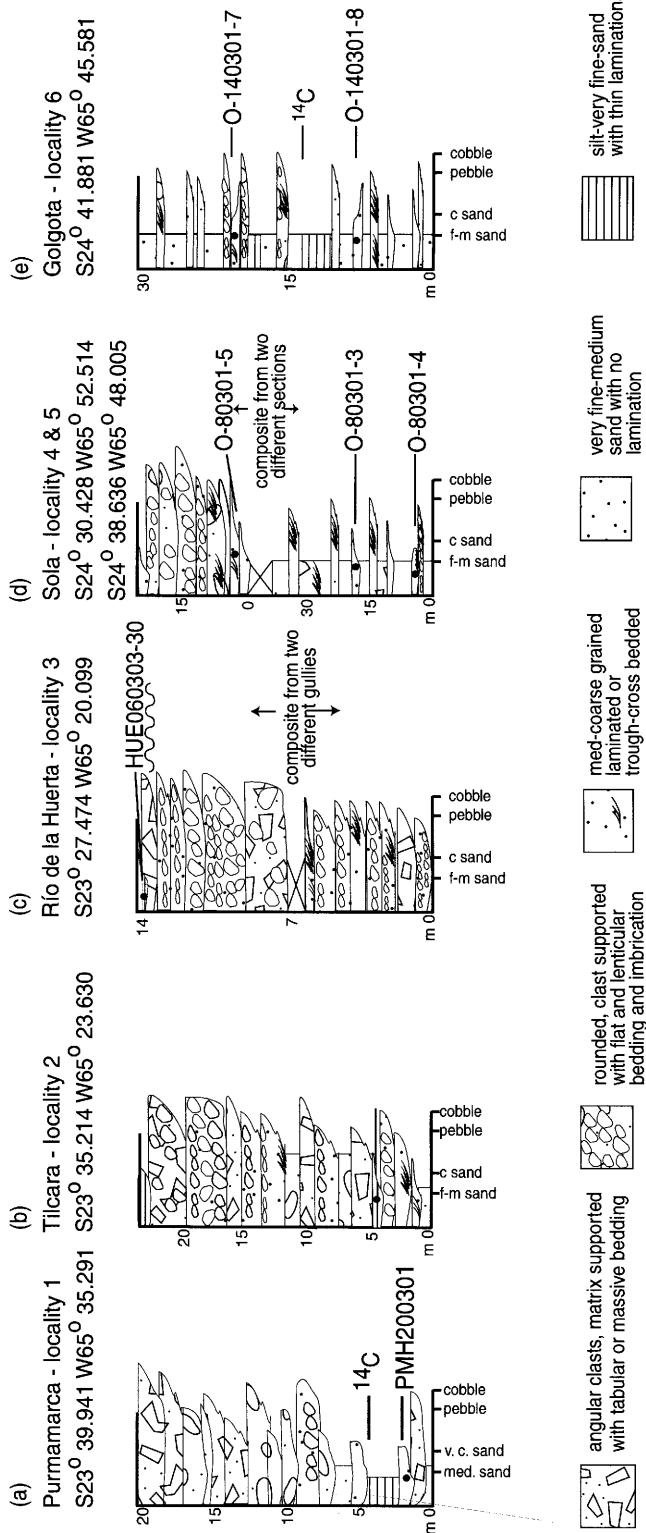 (a)
Purmamarca - locality 1
S23° 39.941 W65° 35.291
20
15
10
5
m 0
14C
PMH200301
cobble
pebble
v. c. sand
med. sand
(b)
Tilcara - locality 2
S23° 35.214 W65° 23.630
20
15
10
5
m 0
cobble
pebble
c sand
f-m sand
(c)
Río de la Huerta - locality 3
S23° 27.474 W65° 20.099
HUE060303-30
14
7
m 0
composite from two
different gullies
cobble
pebble
c sand
f-m sand
(d)
Sola - locality 4 & 5
S24° 30.428 W65° 52.514
S24° 38.636 W65° 48.005
15
0
30
15
m 0
O-80301-5
composite from two
different sections
O-80301-3
O-80301-4
cobble
pebble
c sand
f-m sand
(e)
Golgota - locality 6
S24° 41.881 W65° 45.581
30
15
m 0
O-140301-7
14C
O-140301-8
cobble
pebble
c sand
f-m sand
angular clasts, matrix supported
with tabular or massive bedding
rounded, clast supported
with flat and lenticular
bedding and imbrication
med-coarse grained
laminated or
trough-cross bedded
very fine-medium
sand with no
lamination
silt-very fine-sand
with thin lamination